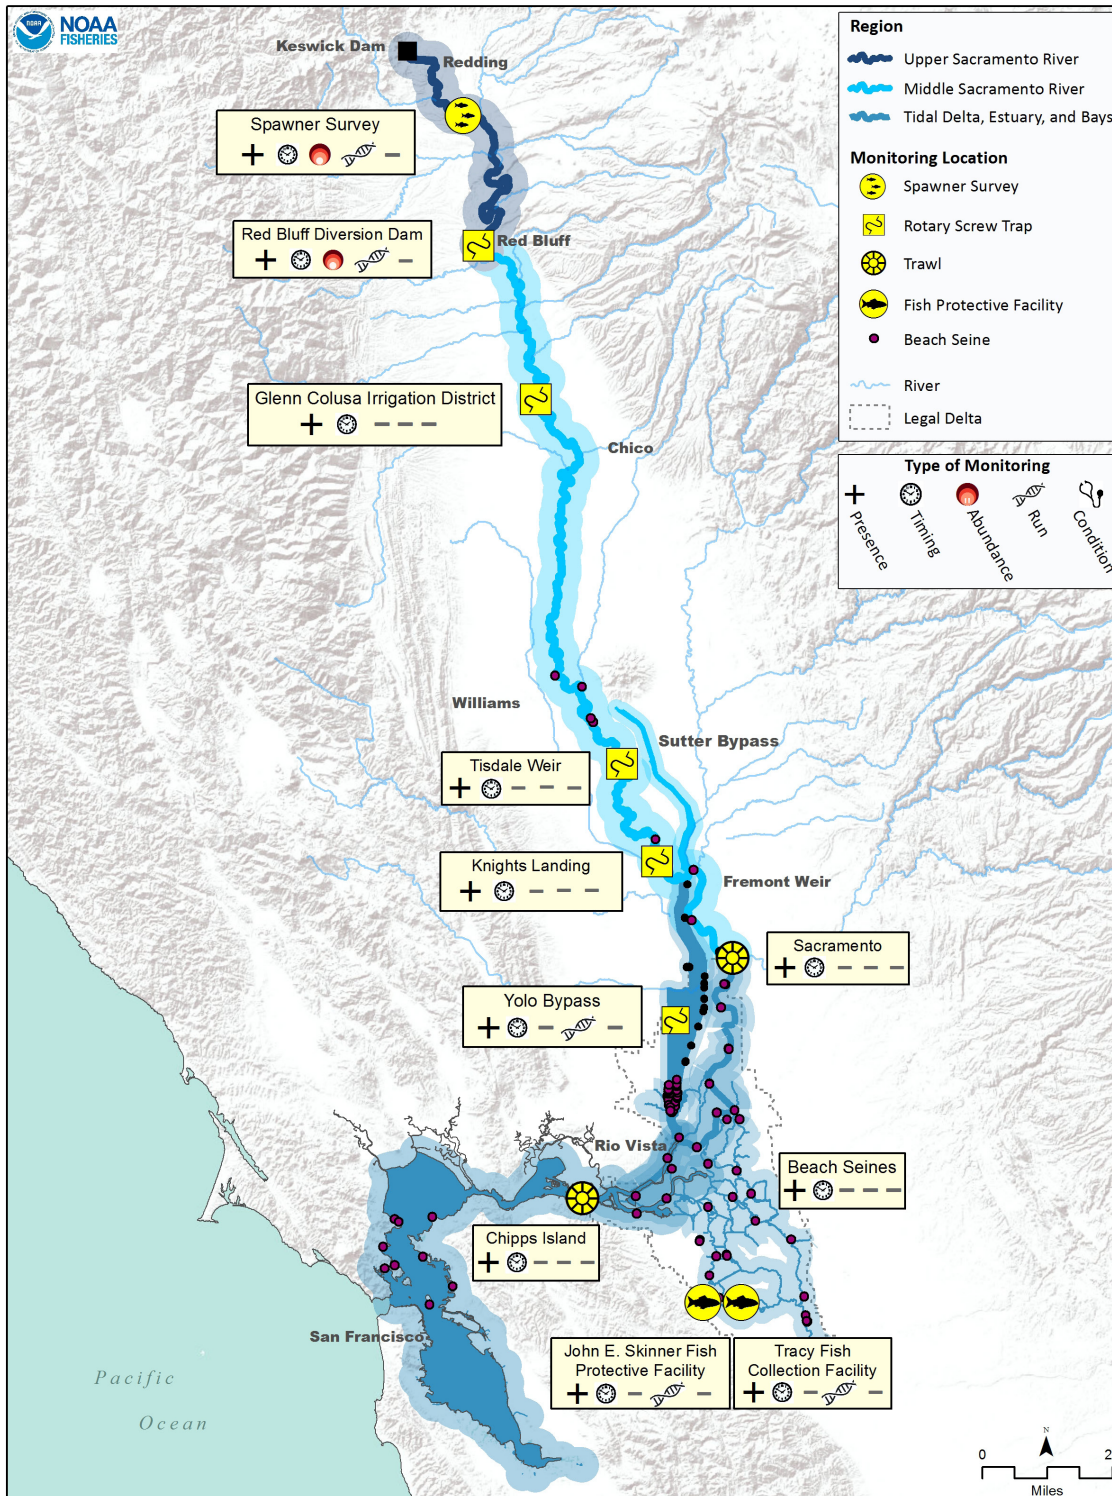 NOAA
NOAA
FISHERIES
Keswick Dam
Redding
Spawner Survey
Red Bluff Diversion Dam
Red Bluff
Glenn Colusa Irrigation District
Chico
Williams
Sutter Bypass
Tisdale Weir
Knights Landing
Fremont Weir
Sacramento
Yolo Bypass
Rio Vista
Beach Seines
Chipps Island
San Francisco
John E. Skinner Fish
Protective Facility
Tracy Fish
Collection Facility
Pacific
Ocean
Region
Upper Sacramento River
Middle Sacramento River
Tidal Delta, Estuary, and Bays
Monitoring Location
Spawner Survey
Rotary Screw Trap
Trawl
Fish Protective Facility
Beach Seine
River
Legal Delta
Type of Monitoring
Presence
Timing
Abundance
Run
Condition
N
0
2
Miles